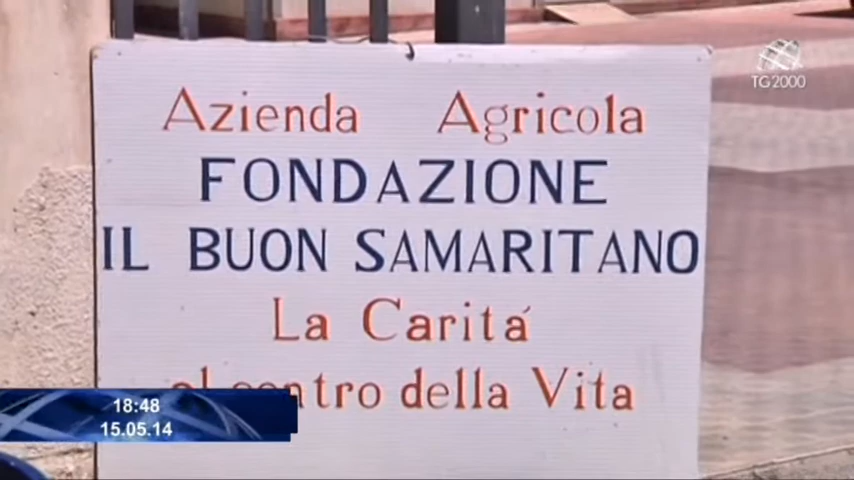 TG2000
Azienda Agricola
FONDAZIONE
IL BUON SAMARITANO
La Caritá
al centro della Vita
18:48
15.05.14